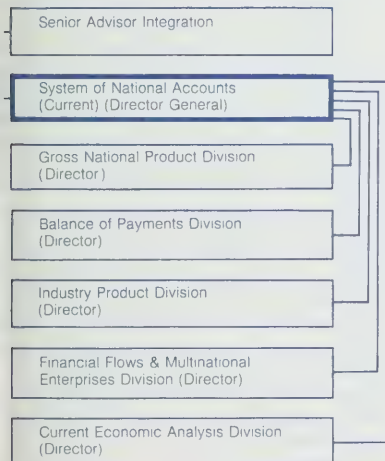 Senior Advisor Integration
System of National Accounts
(Current) (Director General)
Gross National Product Division
(Director)
Balance of Payments Division
(Director)
Industry Product Division
(Director)
Financial Flows & Multinational
Enterprises Division (Director)
Current Economic Analysis Division
(Director)